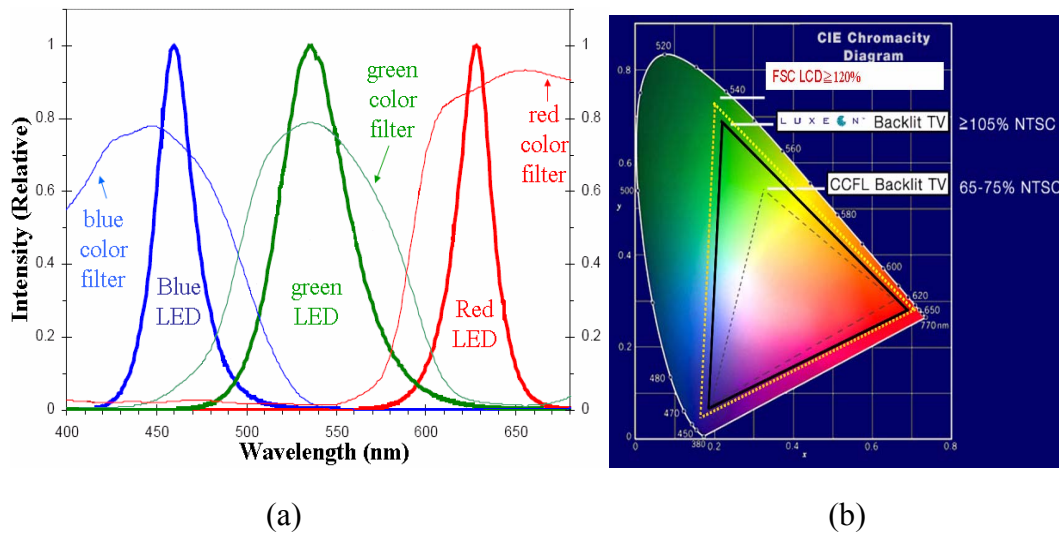 Intensity (Relative)
1
0.8
0.6
0.4
0.2
0
1
0.8
0.6
0.4
0.2
0
400
450
500
550
600
650
Wavelength (nm)
blue
color
filter
Blue
LED
green
color
filter
green
LED
red
color
filter
Red
LED
(a)
CIE Chromacity
Diagram
FSC LCD≧120%
LUXEON Backlit TV
≥105% NTSC
CCFL Backlit TV
65-75% NTSC
0.8
0.6
0.4
0.2
0
y
0.2
0.4
0.6
0.8
x
520
540
560
580
600
620
650
770nm
500
480
470
450
380
(b)